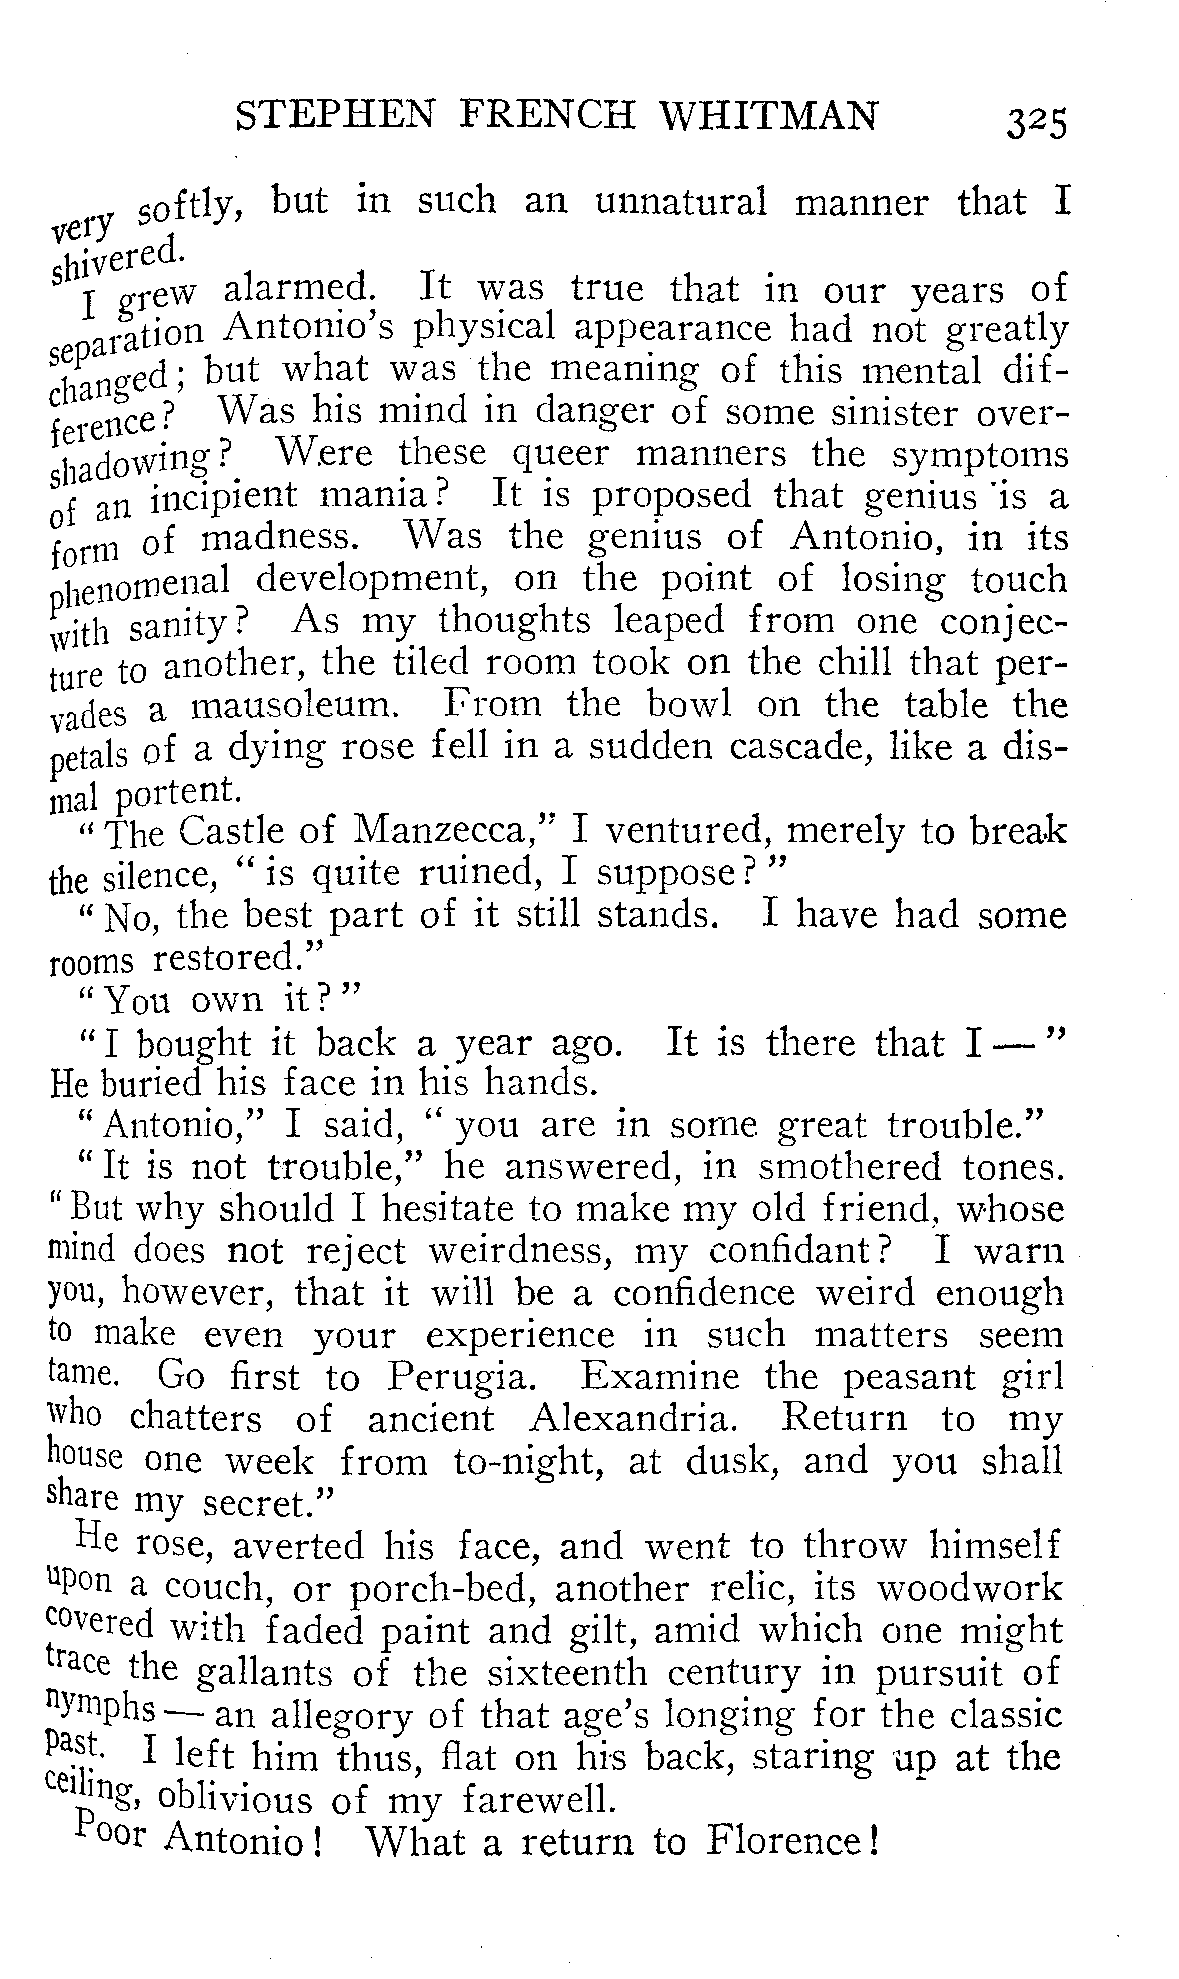 STEPHEN FRENCH WHITMAN 325
very softly, but in such an unnatural manner that I
shivered.
I grew alarmed. It was true that in our years of
separation Antonio's physical appearance had not greatly
changed; but what was the meaning of this mental dif-
ference? Was his mind in danger of some sinister over-
shadowing? Were these queer manners the symptoms
of an incipient mania? It is proposed that genius is a
form of madness. Was the genius of Antonio, in its
phenomenal development, on the point of losing touch
with sanity? As my thoughts leaped from one conjec-
ture to another, the tiled room took on the chill that per-
vades a mausoleum. From the bowl on the table the
petals of a dying rose fell in a sudden cascade, like a dis-
mal portent.
"The Castle of Manzecca," I ventured, merely to break
the silence, "is quite ruined, I suppose?"
"No, the best part of it still stands. I have had some
rooms restored."
"You own it?"
"I bought it back a year ago. It is there that I—"
He buried his face in his hands.
"Antonio," I said, "you are in some great trouble."
"It is not trouble," he answered, in smothered tones.
"But why should I hesitate to make my old friend, whose
mind does not reject weirdness, my confidant? I warn
you, however, that it will be a confidence weird enough
to make even your experience in such matters seem
tame. Go first to Perugia. Examine the peasant girl
who chatters of ancient Alexandria. Return to my
house one week from to-night, at dusk, and you shall
share my secret."
He rose, averted his face, and went to throw himself
upon a couch, or porch-bed, another relic, its woodwork
covered with faded paint and gilt, amid which one might
trace the gallants of the sixteenth century in pursuit of
nymphs—an allegory of that age's longing for the classic
past. I left him thus, flat on his back, staring up at the
ceiling, oblivious of my farewell.
Poor Antonio! What a return to Florence!